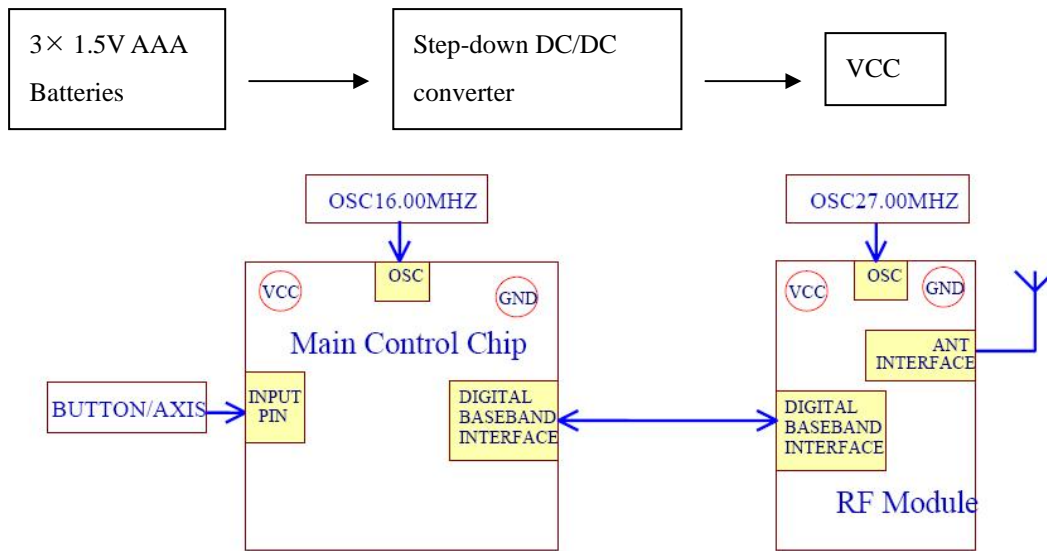 3× 1.5V AAA
Batteries
Step-down DC/DC
converter
VCC
OSC16.00MHZ
OSC27.00MHZ
VCC
OSC
GND
Main Control Chip
VCC
OSC
GND
ANT
INTERFACE
BUTTON/AXIS
INPUT
PIN
DIGITAL
BASEBAND
INTERFACE
DIGITAL
BASEBAND
INTERFACE
RF Module